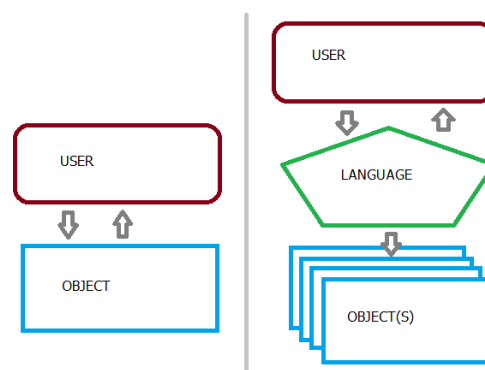 USER
OBJECT
USER
LANGUAGE
OBJECT(S)